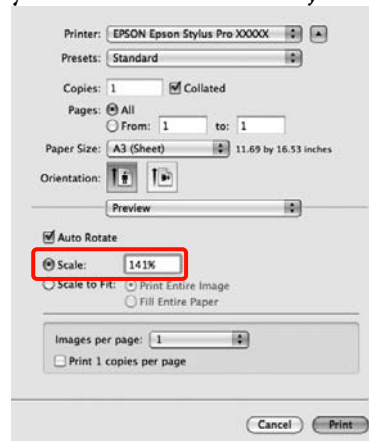 Printer: EPSON Epson Stylus Pro XXXXX
Presets: Standard
Copies: 1 Collated
Pages: All
From: 1 to: 1
Paper Size: A3 (Sheet) 11.69 by 16.53 inches
Orientation:
Preview
Auto Rotate
Scale: 141%
Scale to Fit: Print Entire Image
Fill Entire Paper
Images per page: 1
Print 1 copies per page
Cancel Print